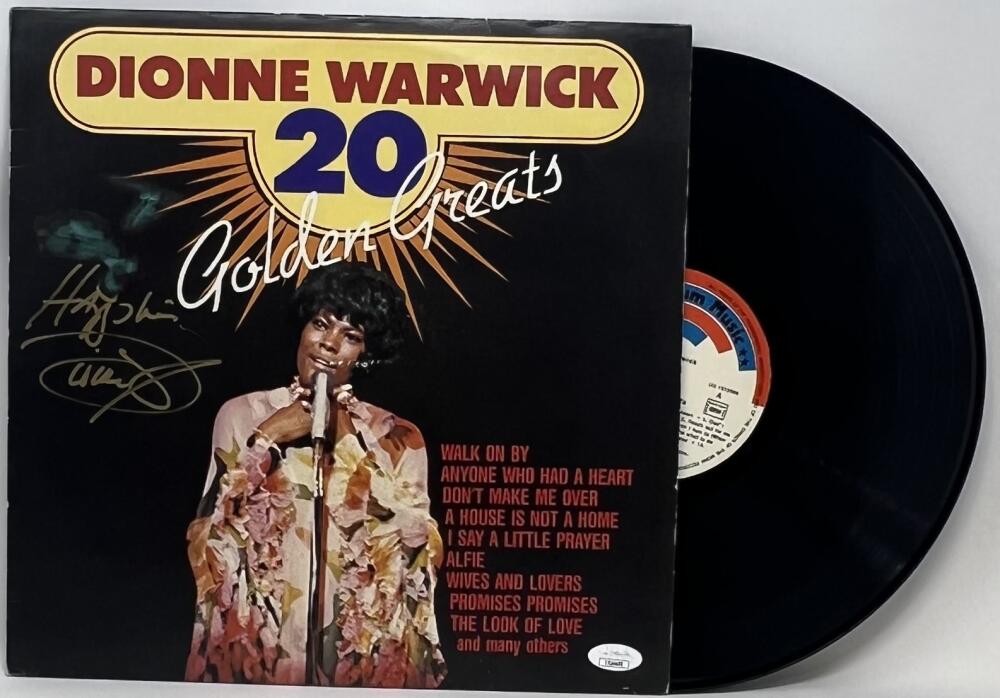 DIONNE WARWICK
20
Golden Greats
WALK ON BY
ANYONE WHO HAD A HEART
DON'T MAKE ME OVER
A HOUSE IS NOT A HOME
I SAY A LITTLE PRAYER
ALFIE
WIVES AND LOVERS
PROMISES PROMISES
THE LOOK OF LOVE
and many others
Music
A